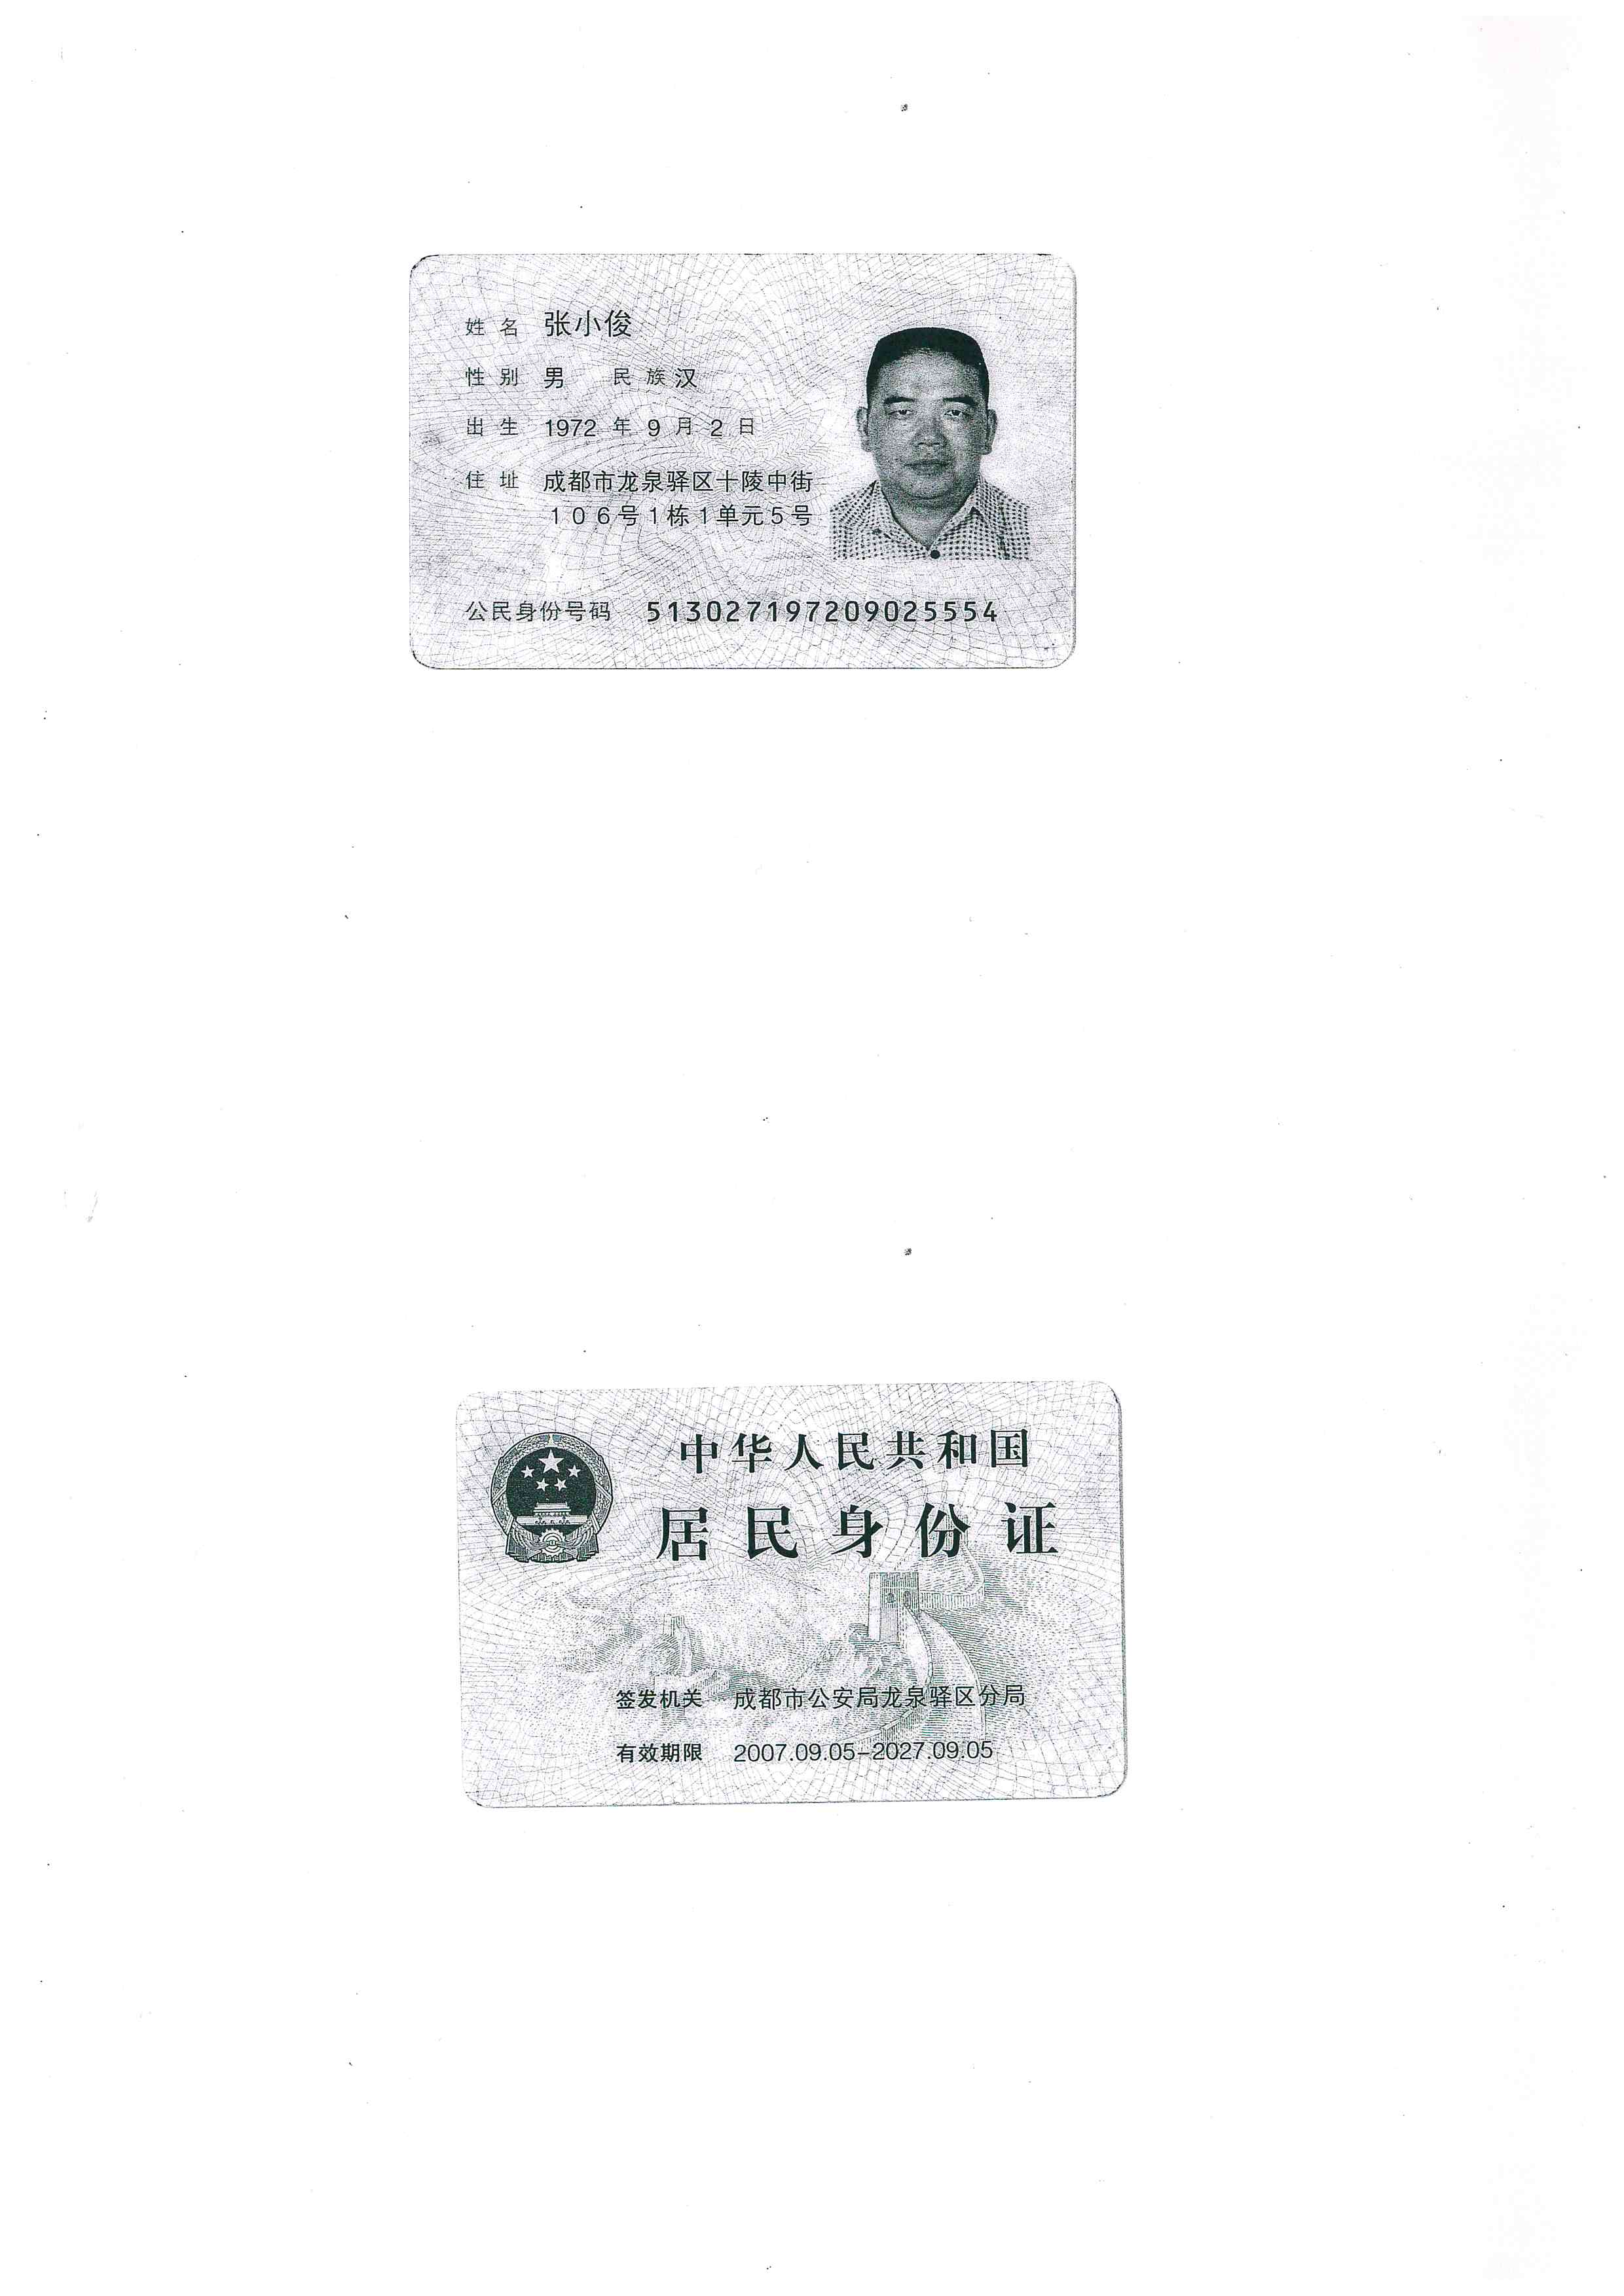 姓名 张小俊
性别 男 民族 汉
出生 1972 年 9 月 2 日
住址 成都市龙泉驿区十陵中街
106号1栋1单元5号
公民身份号码 513027197209025554
中华人民共和国
居民身份证
签发机关 成都市公安局龙泉驿区分局
有效期限 2007.09.05-2027.09.05